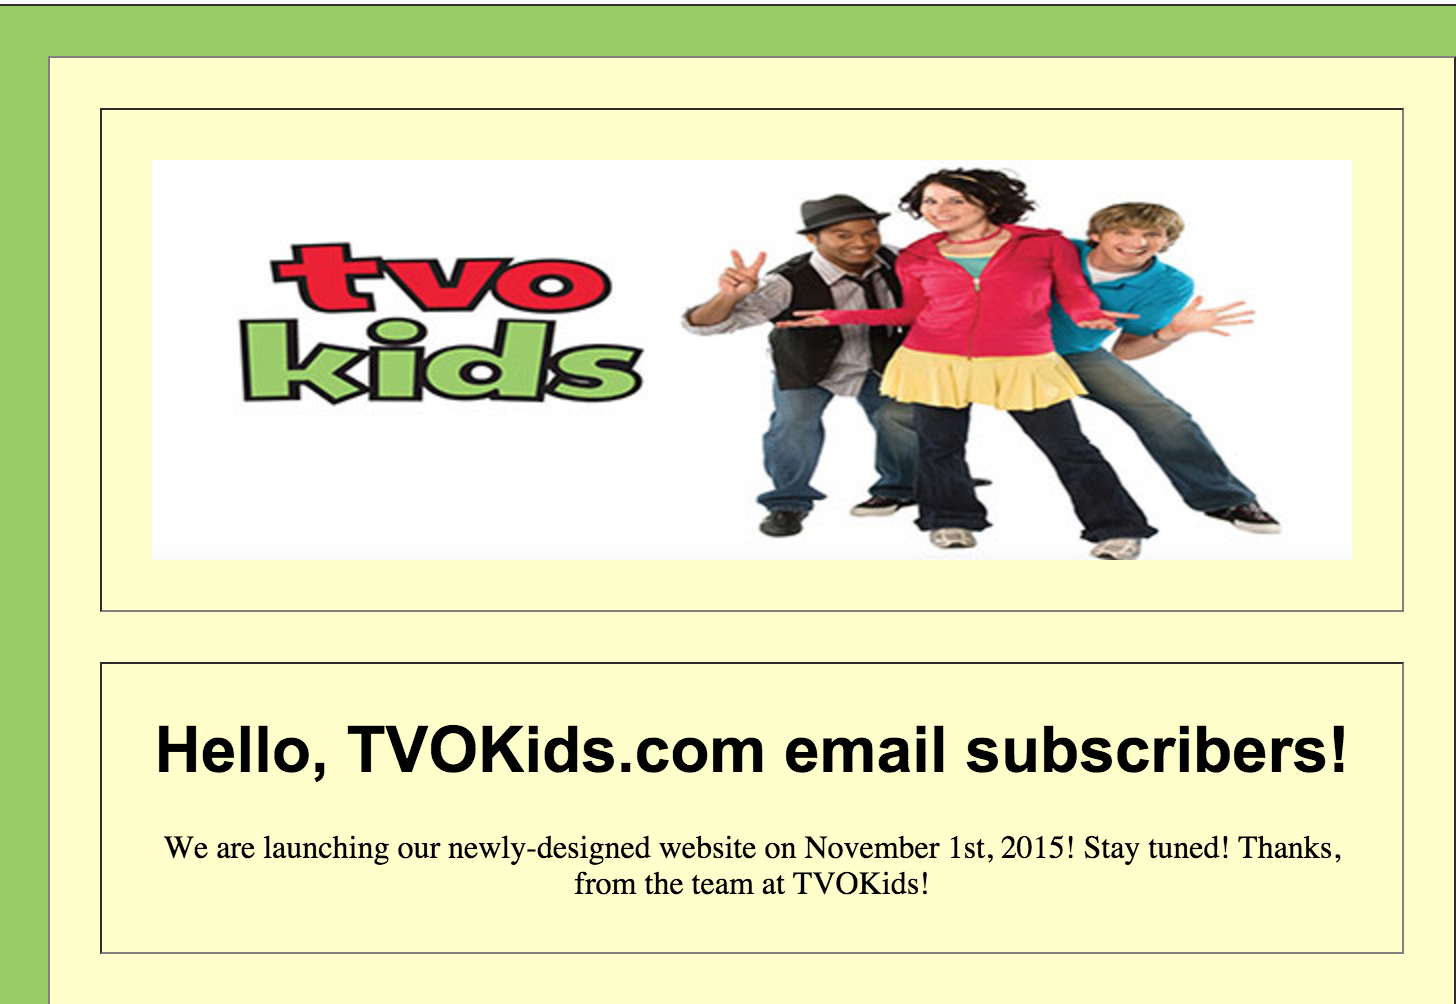 tvo
kids
Hello, TVOKids.com email subscribers!
We are launching our newly-designed website on November 1st, 2015! Stay tuned! Thanks,
from the team at TVOKids!